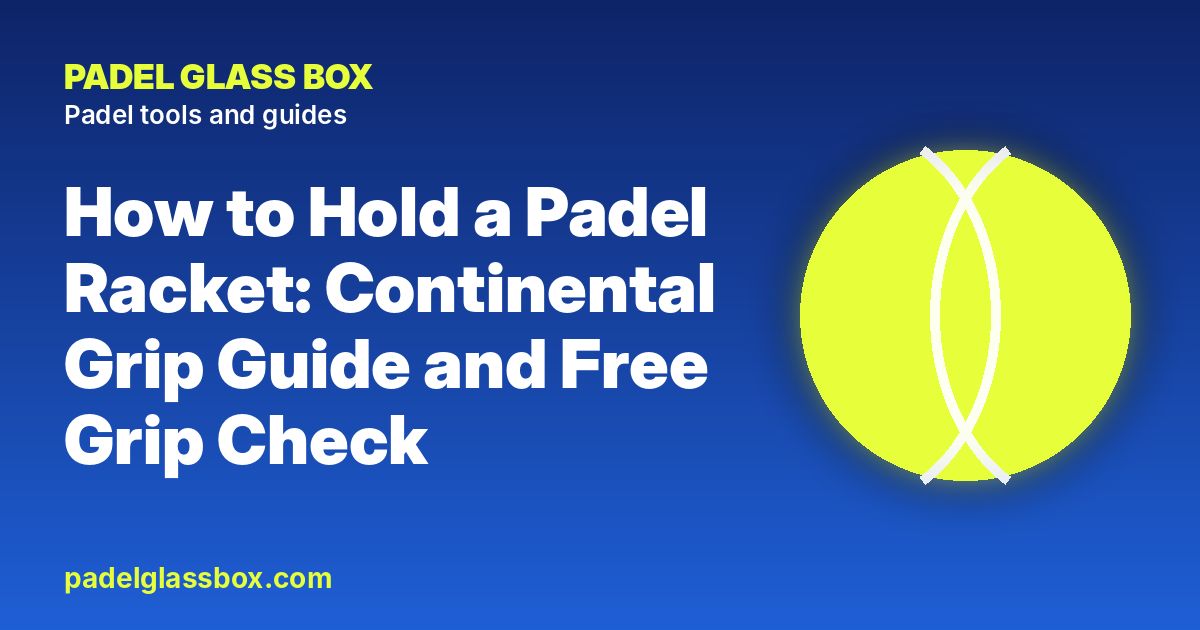 PADEL GLASS BOX
Padel tools and guides
How to Hold a Padel
Racket: Continental
Grip Guide and Free
Grip Check
padelglassbox.com